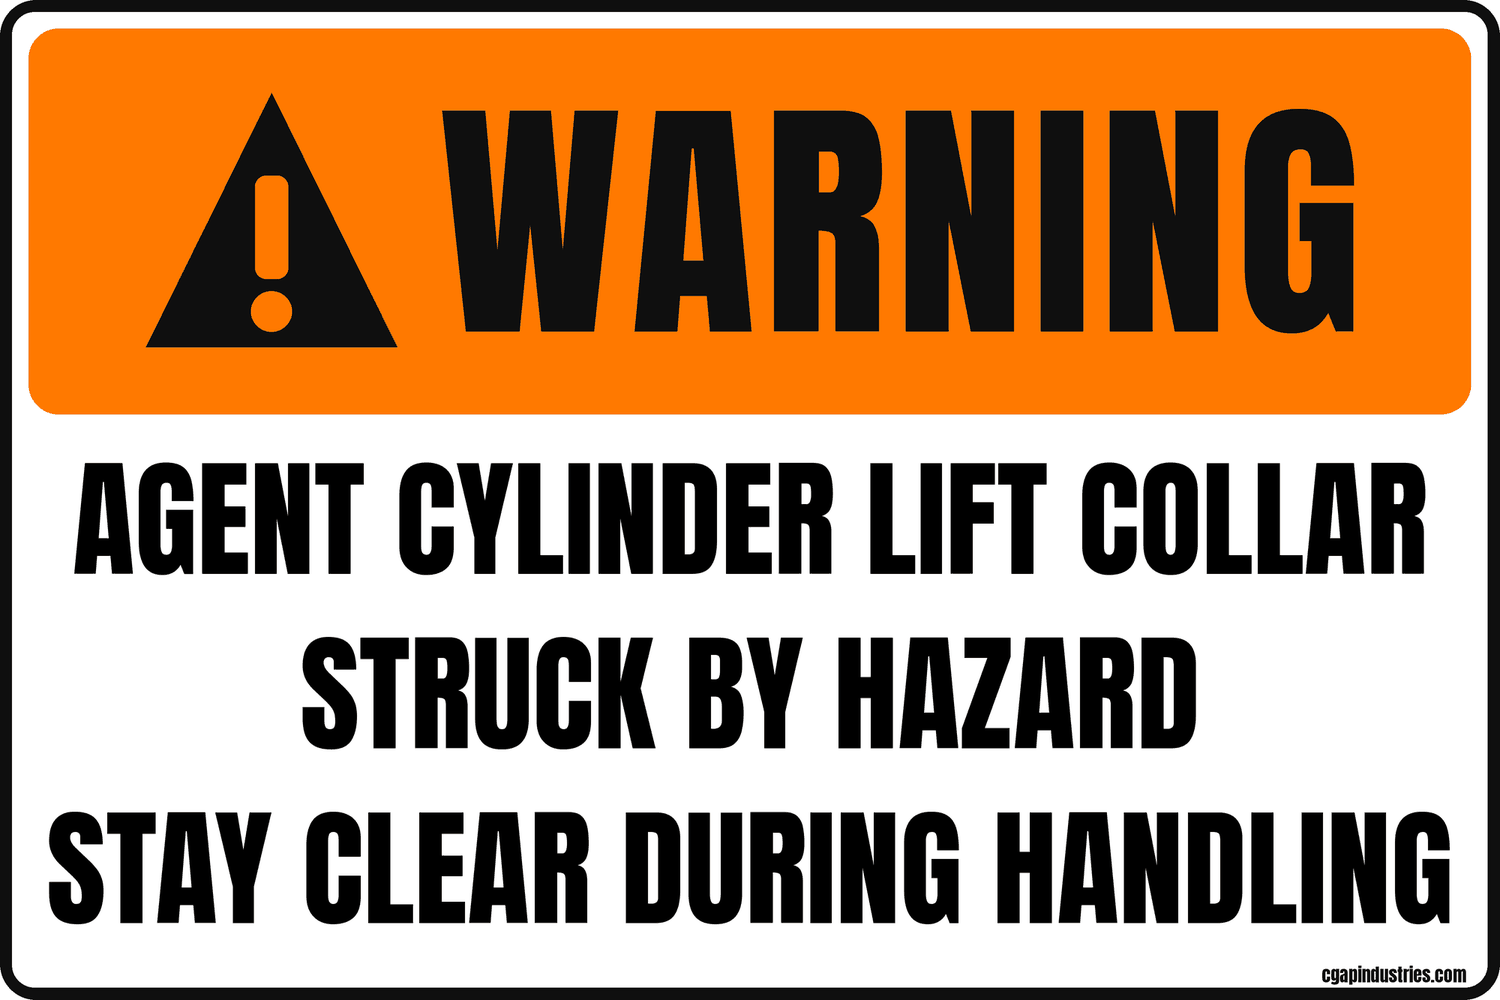 WARNING
AGENT CYLINDER LIFT COLLAR
STRUCK BY HAZARD
STAY CLEAR DURING HANDLING
cgapindustries.com